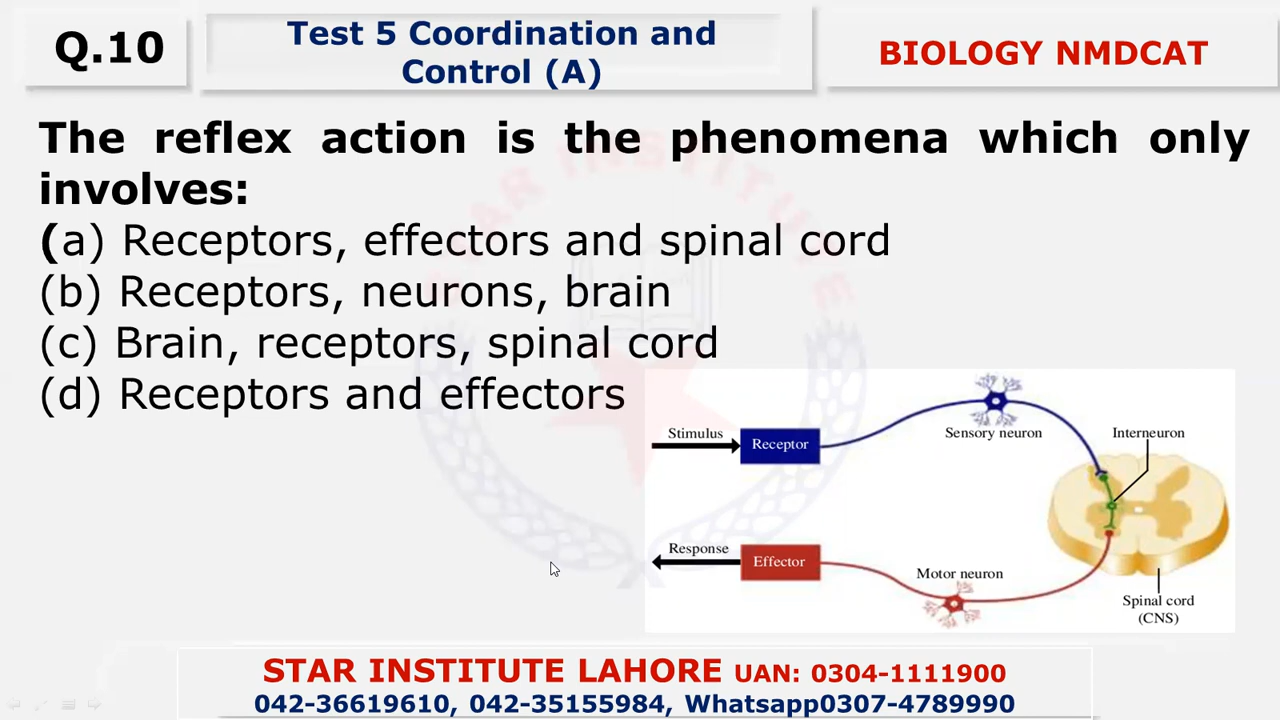 Q.10
Test 5 Coordination and
Control (A)
BIOLOGY NMDCAT
The reflex action is the phenomena which only
involves:
(a) Receptors, effectors and spinal cord
(b) Receptors, neurons, brain
(c) Brain, receptors, spinal cord
(d) Receptors and effectors
Stimulus
Receptor
Sensory neuron
Interneuron
Response
Effector
Motor neuron
Spinal cord
(CNS)
STAR INSTITUTE
STAR INSTITUTE LAHORE UAN: 0304-1111900
042-36619610, 042-35155984, Whatsapp0307-4789990